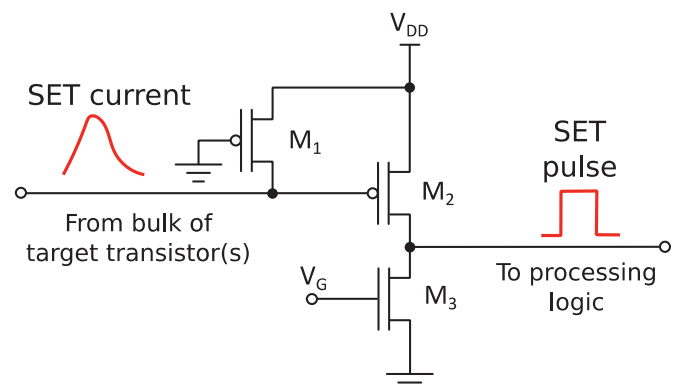 V_DD
SET current
M_1
SET
pulse
M_2
From bulk of
target transistor(s)
V_G
M_3
To processing
logic